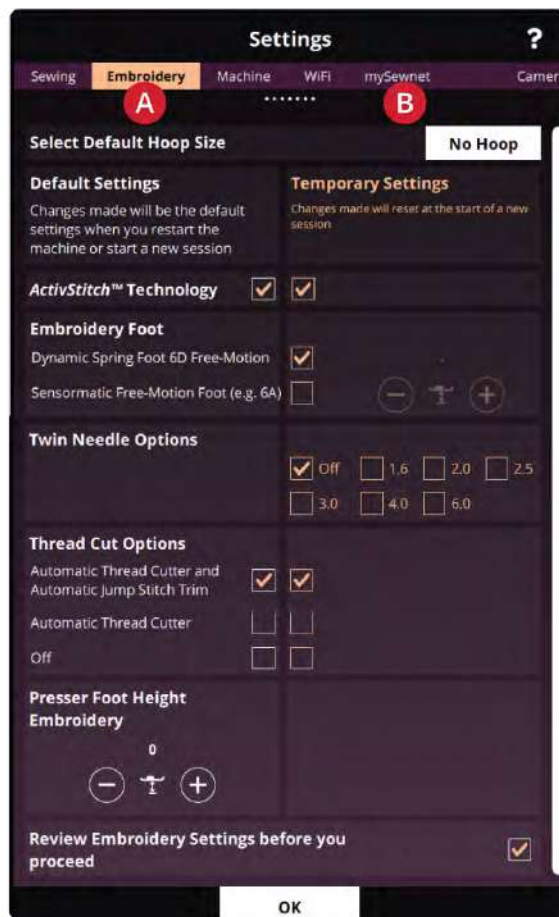 Settings ?
Sewing Embroidery Machine WiFi mySewnet Camer
A B
Select Default Hoop Size No Hoop
Default Settings Temporary Settings
Changes made will be the default Changes made will reset at the start of a new
settings when you restart the session
machine or start a new session
ActivStitch™ Technology
Embroidery Foot
Dynamic Spring Foot 6D Free-Motion
Sensormatic Free-Motion Foot (e.g. 6A)
Twin Needle Options
Off 1.6 2.0 2.5
3.0 4.0 6.0
Thread Cut Options
Automatic Thread Cutter and
Automatic Jump Stitch Trim
Automatic Thread Cutter
Off
Presser Foot Height
Embroidery
0
Review Embroidery Settings before you
proceed
OK